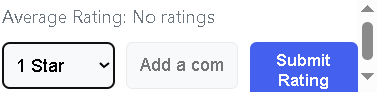 Average Rating: No ratings
1 Star
Add a com
Submit
Rating